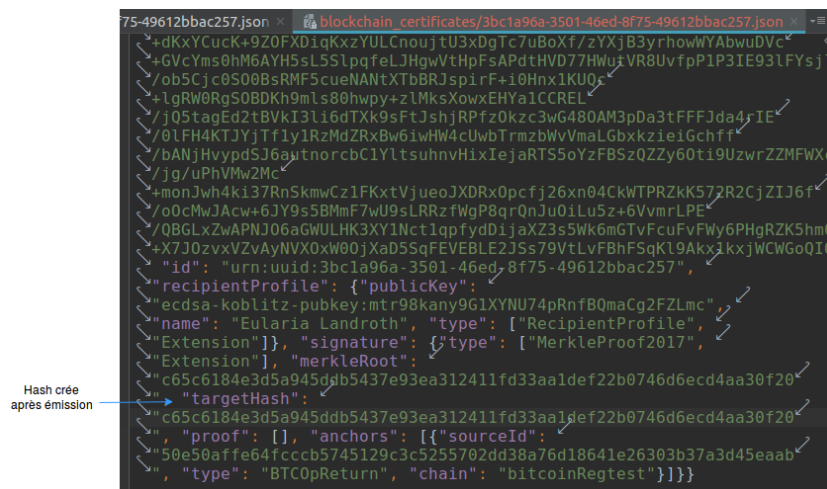 f75-49612bbac257.json × blockchain_certificates/3bc1a96a-3501-46ed-8f75-49612bbac257.json ×
+dKxYCucK+9ZOFXDiqKxzYULCnoujtU3xDgTc7uBoXf/zYXjB3yrhowWYAbwuDVc
+GVcYms0hM6AYH5sL5SlpqfeLJHgwVtHpFsAPdtHVD77HWutVR8UvfpP1P3IE93lFYsj
/ob5Cjc0SO0BsRMF5cueNANtXTbBRJspirF+i0Hnx1KUOc
+lgRW0RgSOBDKh9mls80hwpy+zlMksXowxEHYa1CCREL
/jQ5tagEd2tBVkI3li6dTXk9sFtJshjRPfzOkzc3wG48OAM3pDa3tFFFJda4rIE
/0lFH4KTJYjTf1y1RzMdZRxBw6iwHW4cUwbTrmzbWvVmaLGbxkzieiGchff
/bANjHvypdSJ6autnorcbC1YltsuhnvHixIejaRTS5oYzFBSzQZZy6Oti9UzwrZZMFWX
/jg/uPhVMw2Mc
+monJwh4ki37RnSkmwCz1FKxtVjueoJXDRxOpcfj26xn04CkWTPRZkK572R2CjZIJ6f
/oOcMwJAcw+6JY9s5BMmF7wU9sLRRzfWgP8qrQnJuOiLu5z+6VvmrLPE
/QBGLxZwAPNJO6aGWULHK3XY1Nct1qpfydDijaXZ3s5Wk6mGTvFcuFvFWy6PHgRZK5hm
+X7JOzvxVZvAyNVXOxW0OjXaD5SqFEVEBLE2JSs79VtLvFBhFSqKl9Akx1kxjWCWGoQI
"id": "urn:uuid:3bc1a96a-3501-46ed-8f75-49612bbac257",
"recipientProfile": {"publicKey":
"ecdsa-koblitz-pubkey:mtr98kany9G1XYNU74pRnfBQmaCg2FZLmc",
"name": "Eularia Landroth", "type": ["RecipientProfile",
"Extension"]}, "signature": {"type": ["MerkleProof2017",
"Extension"], "merkleRoot":
"c65c6184e3d5a945ddb5437e93ea312411fd33aa1def22b0746d6ecd4aa30f20
Hash crée
après émission
", "targetHash":
"c65c6184e3d5a945ddb5437e93ea312411fd33aa1def22b0746d6ecd4aa30f20
", "proof": [], "anchors": [{"sourceId":
"50e50affe64fcccb5745129c3c5255702dd38a76d18641e26303b37a3d45eaab
", "type": "BTCOpReturn", "chain": "bitcoinRegtest"}]}}